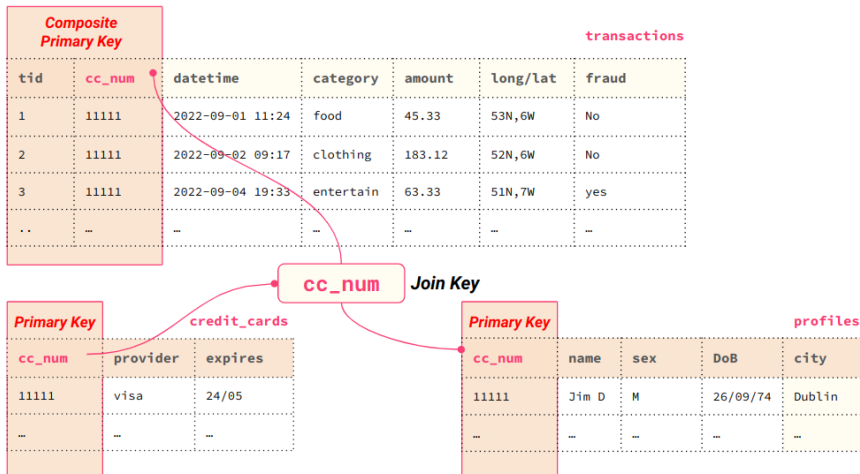 Composite
Primary Key
transactions
tid cc_num datetime category amount long/lat fraud
1 11111 2022-09-01 11:24 food 45.33 53N,6W No
2 11111 2022-09-02 09:17 clothing 183.12 52N,6W No
3 11111 2022-09-04 19:33 entertain 63.33 51N,7W yes
.. … … … … … …
cc_num Join Key
Primary Key credit_cards
cc_num provider expires
11111 visa 24/05
… … …
Primary Key profiles
cc_num name sex DoB city
11111 Jim D M 26/09/74 Dublin
… … … … …